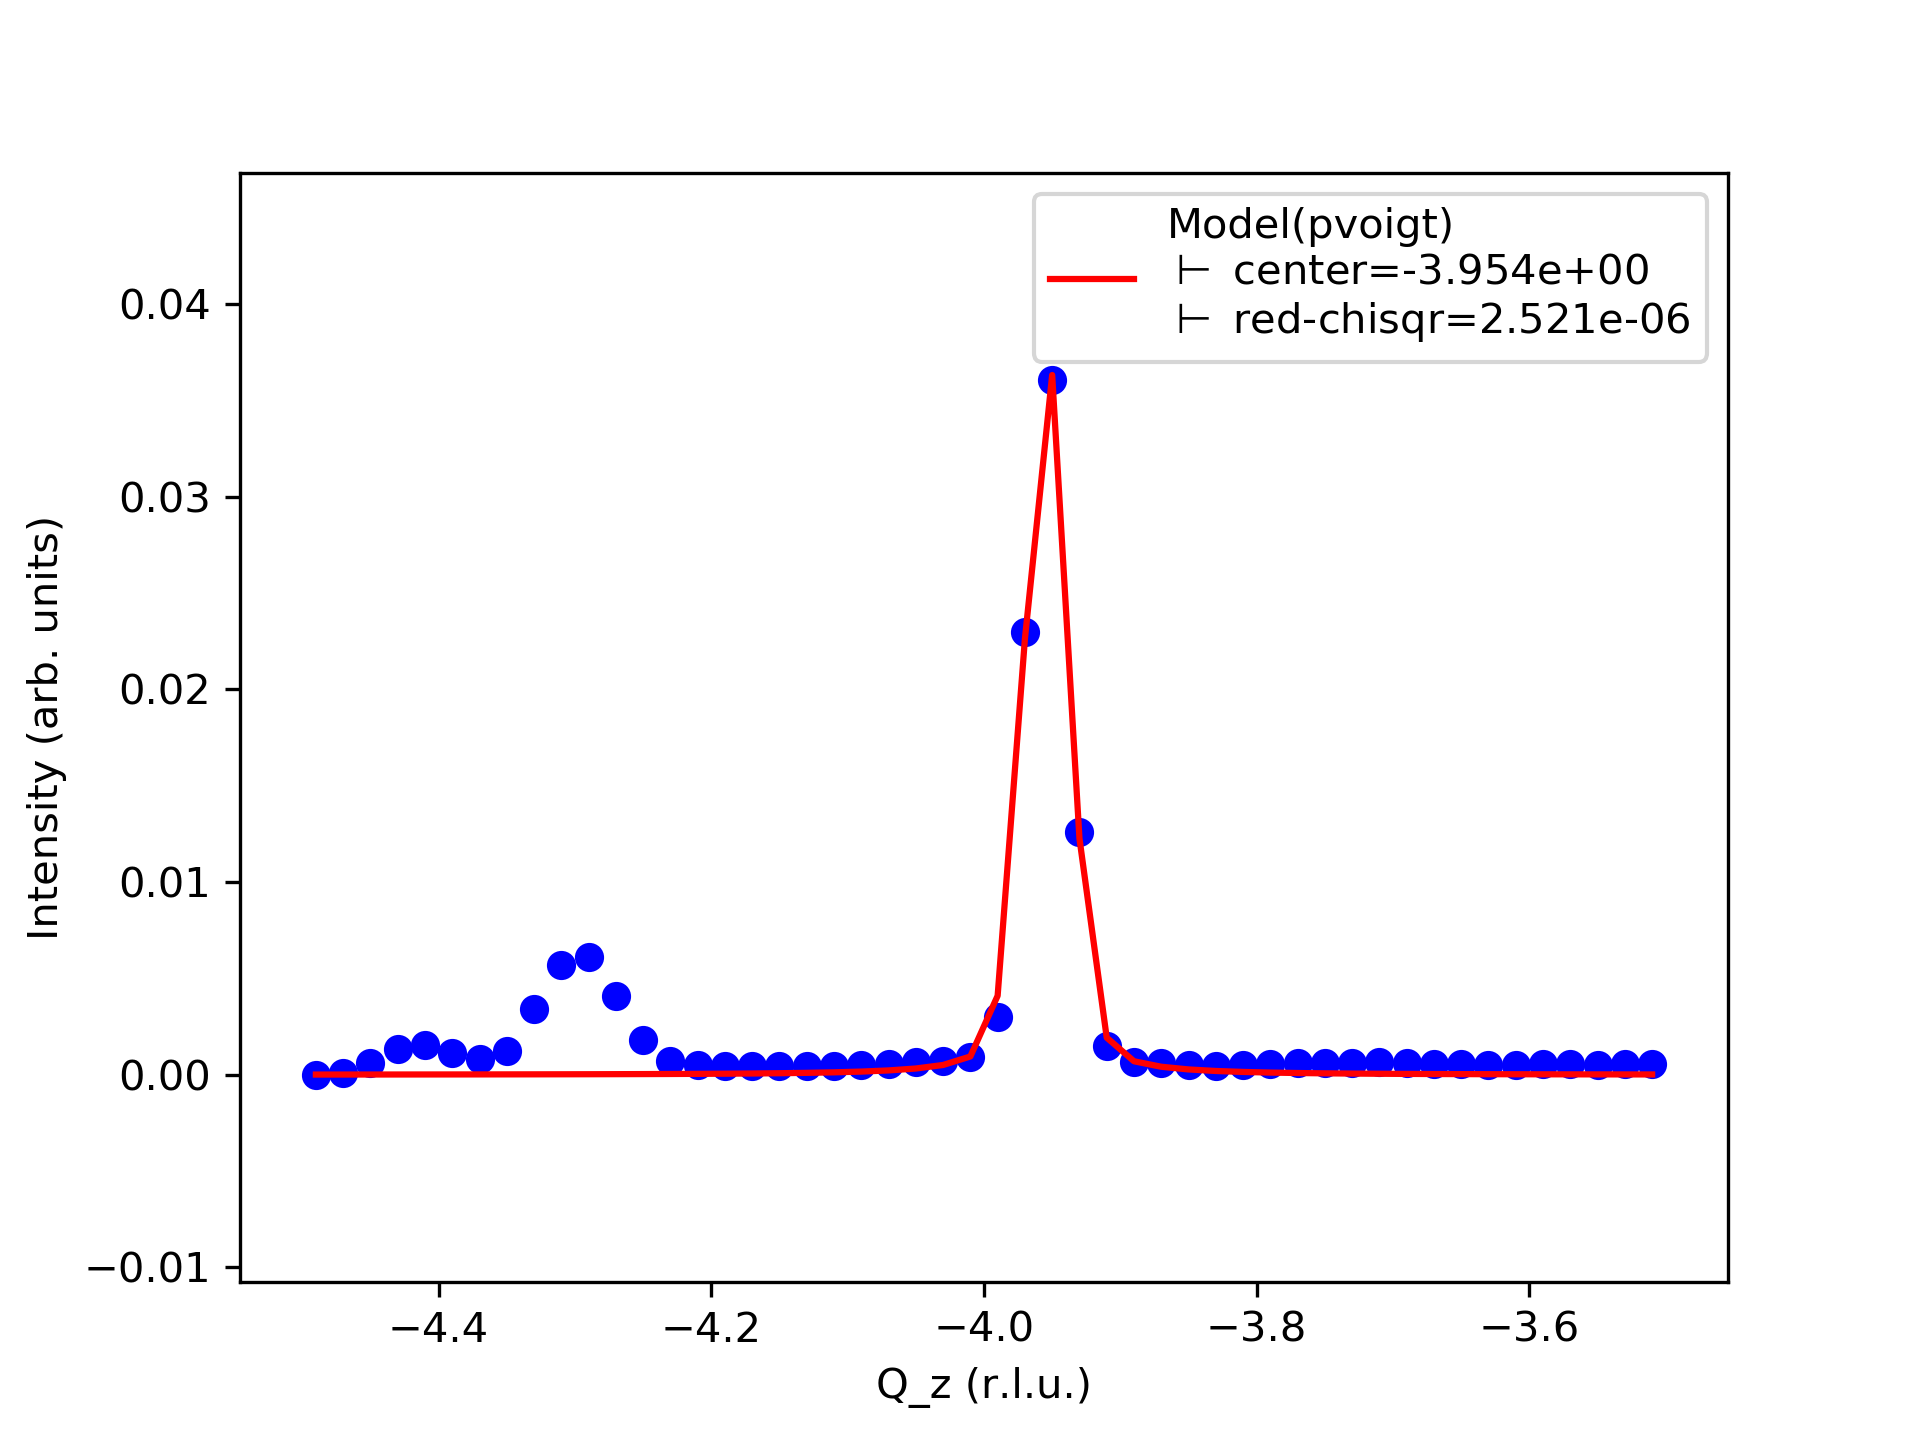 Model(pvoigt)
⊢ center=-3.954e+00
⊢ red-chisqr=2.521e-06
0.04
0.03
0.02
0.01
0.00
−0.01
Intensity (arb. units)
−4.4 −4.2 −4.0 −3.8 −3.6
Q_z (r.l.u.)